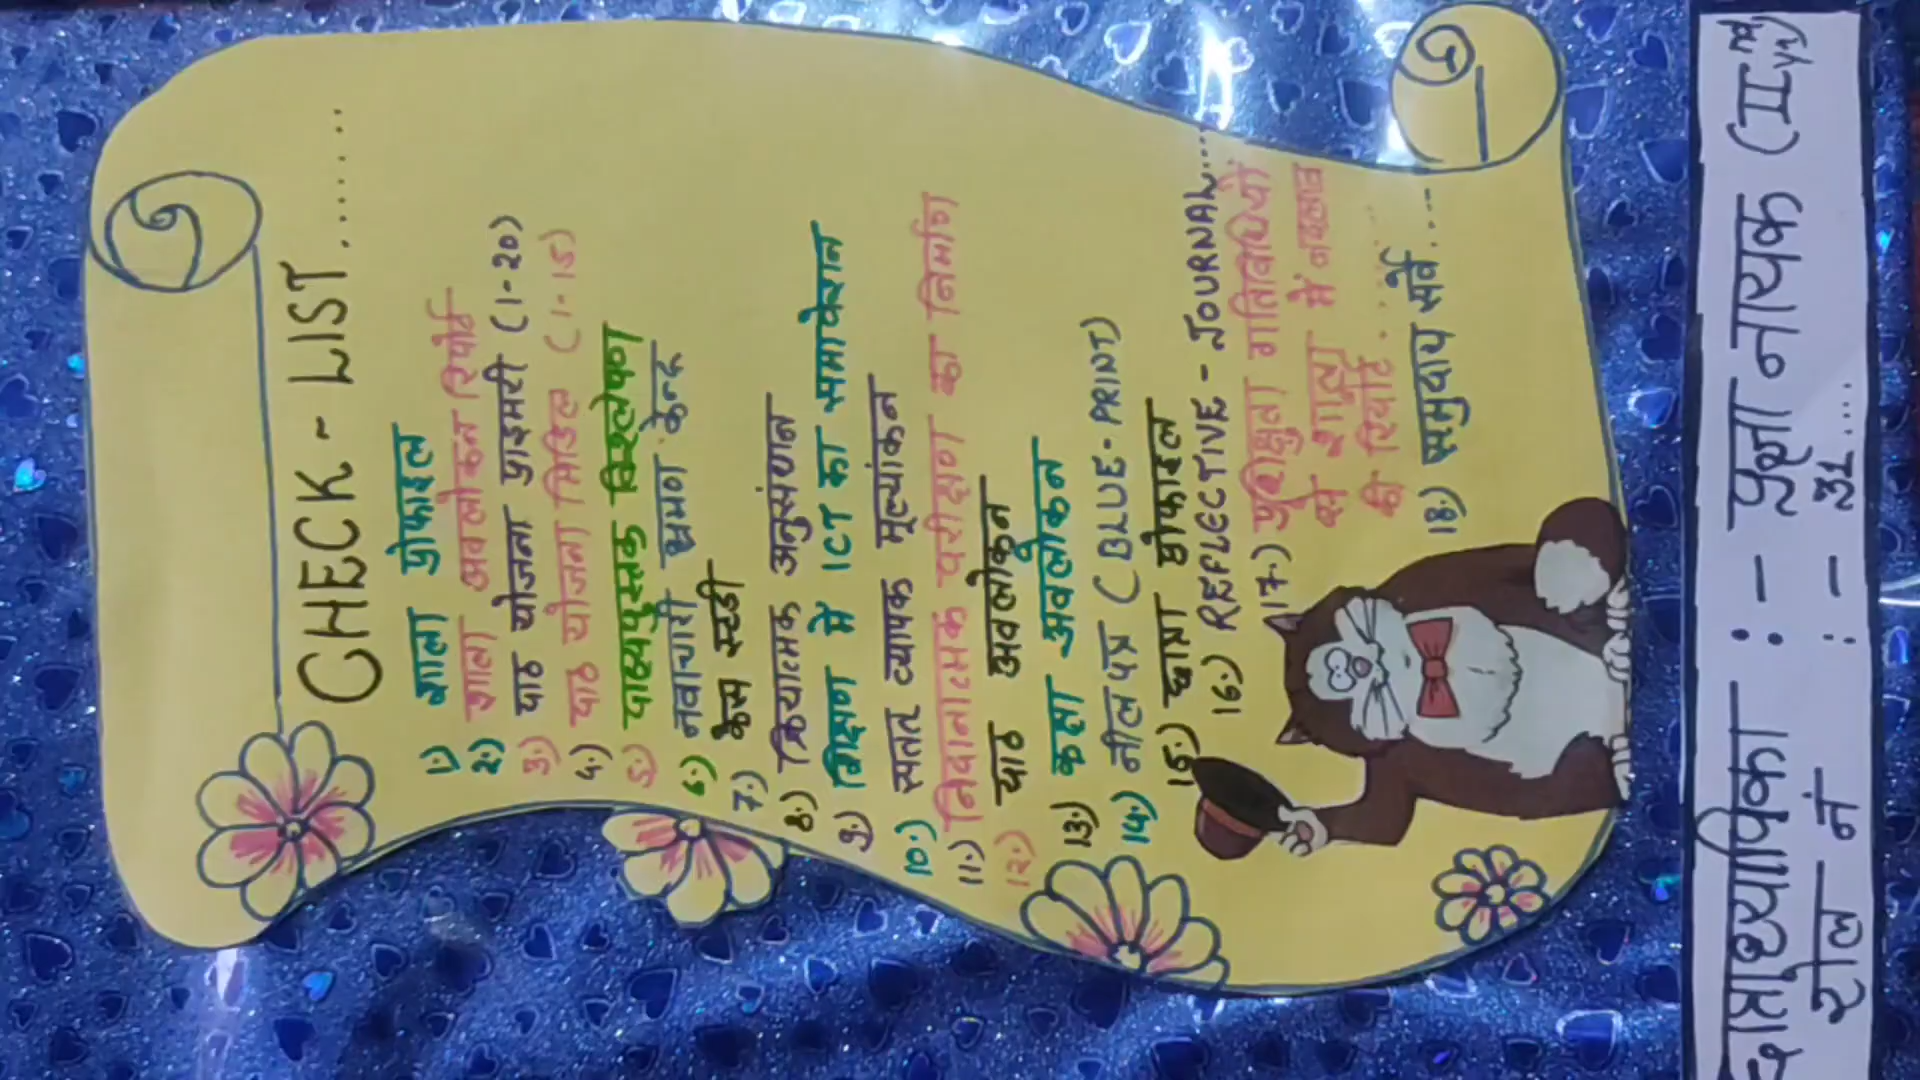 CHECK - LIST.......
1.) शाला प्रोफाइल
2.) शाला अवलोकन रिपोर्ट
3.) पाठ योजना प्राइमरी (1-20)
4.) पाठ योजना मिडिल (1-15)
5.) पाठ्यपुस्तक विश्लेषण
6.) नवाचारी भ्रमण केन्द्र
7.) केस स्टडी
8.) क्रियात्मक अनुसंधान
9.) शिक्षण में ICT का समावेशन
10.) सतत व्यापक मूल्यांकन
11.) निदानात्मक परीक्षण का निर्माण
12.) पाठ अवलोकन
13.) कक्षा अवलोकन
14.) नील पत्र (BLUE-PRINT)
15.) छात्रा प्रोफाइल
16.) REFLECTIVE - JOURNAL....
17.) गतिविधियों
से शाला में
की रिपोर्ट.....
18.) समुदाय सर्वे....
छात्राध्यापिका :- पूजा नायक (IInd yr)
रोल नं :- 31....